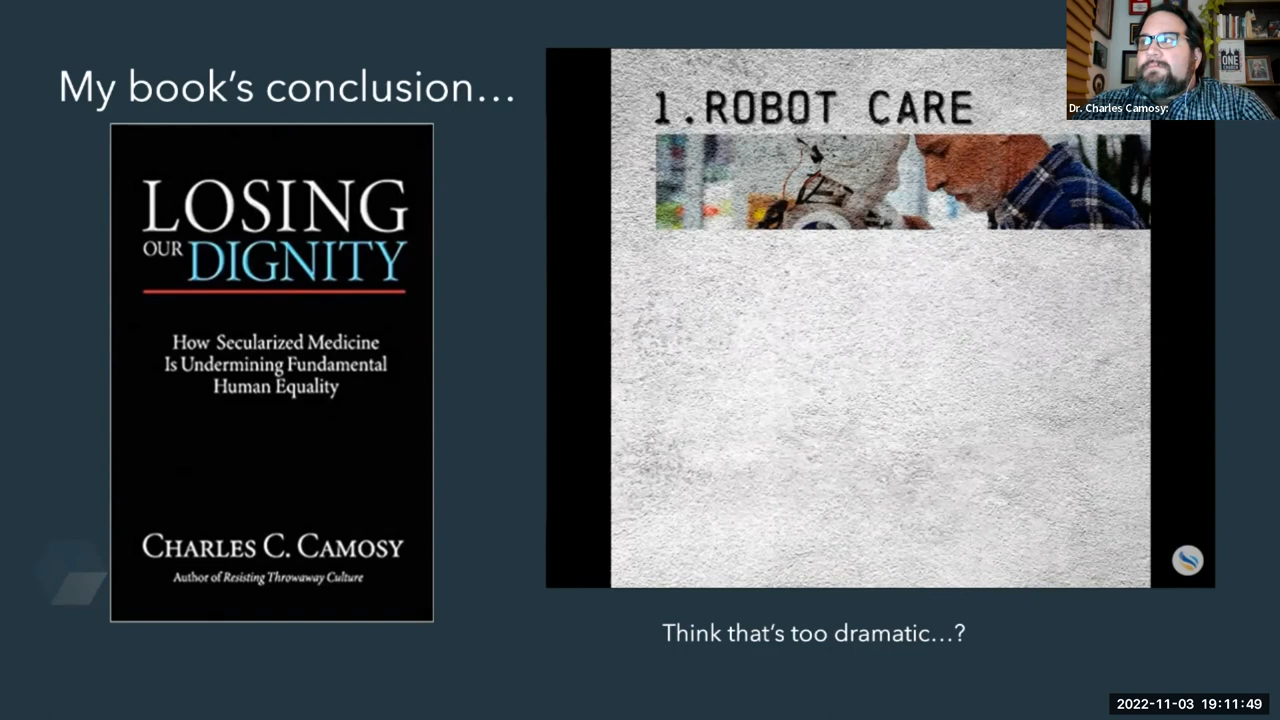 My book's conclusion...
LOSING
OUR DIGNITY
How Secularized Medicine
Is Undermining Fundamental
Human Equality
CHARLES C. CAMOSY
Author of Resisting Throwaway Culture
1.ROBOT CARE
Think that's too dramatic...?
ONE
Dr. Charles Camosy:
2022-11-03 19:11:49